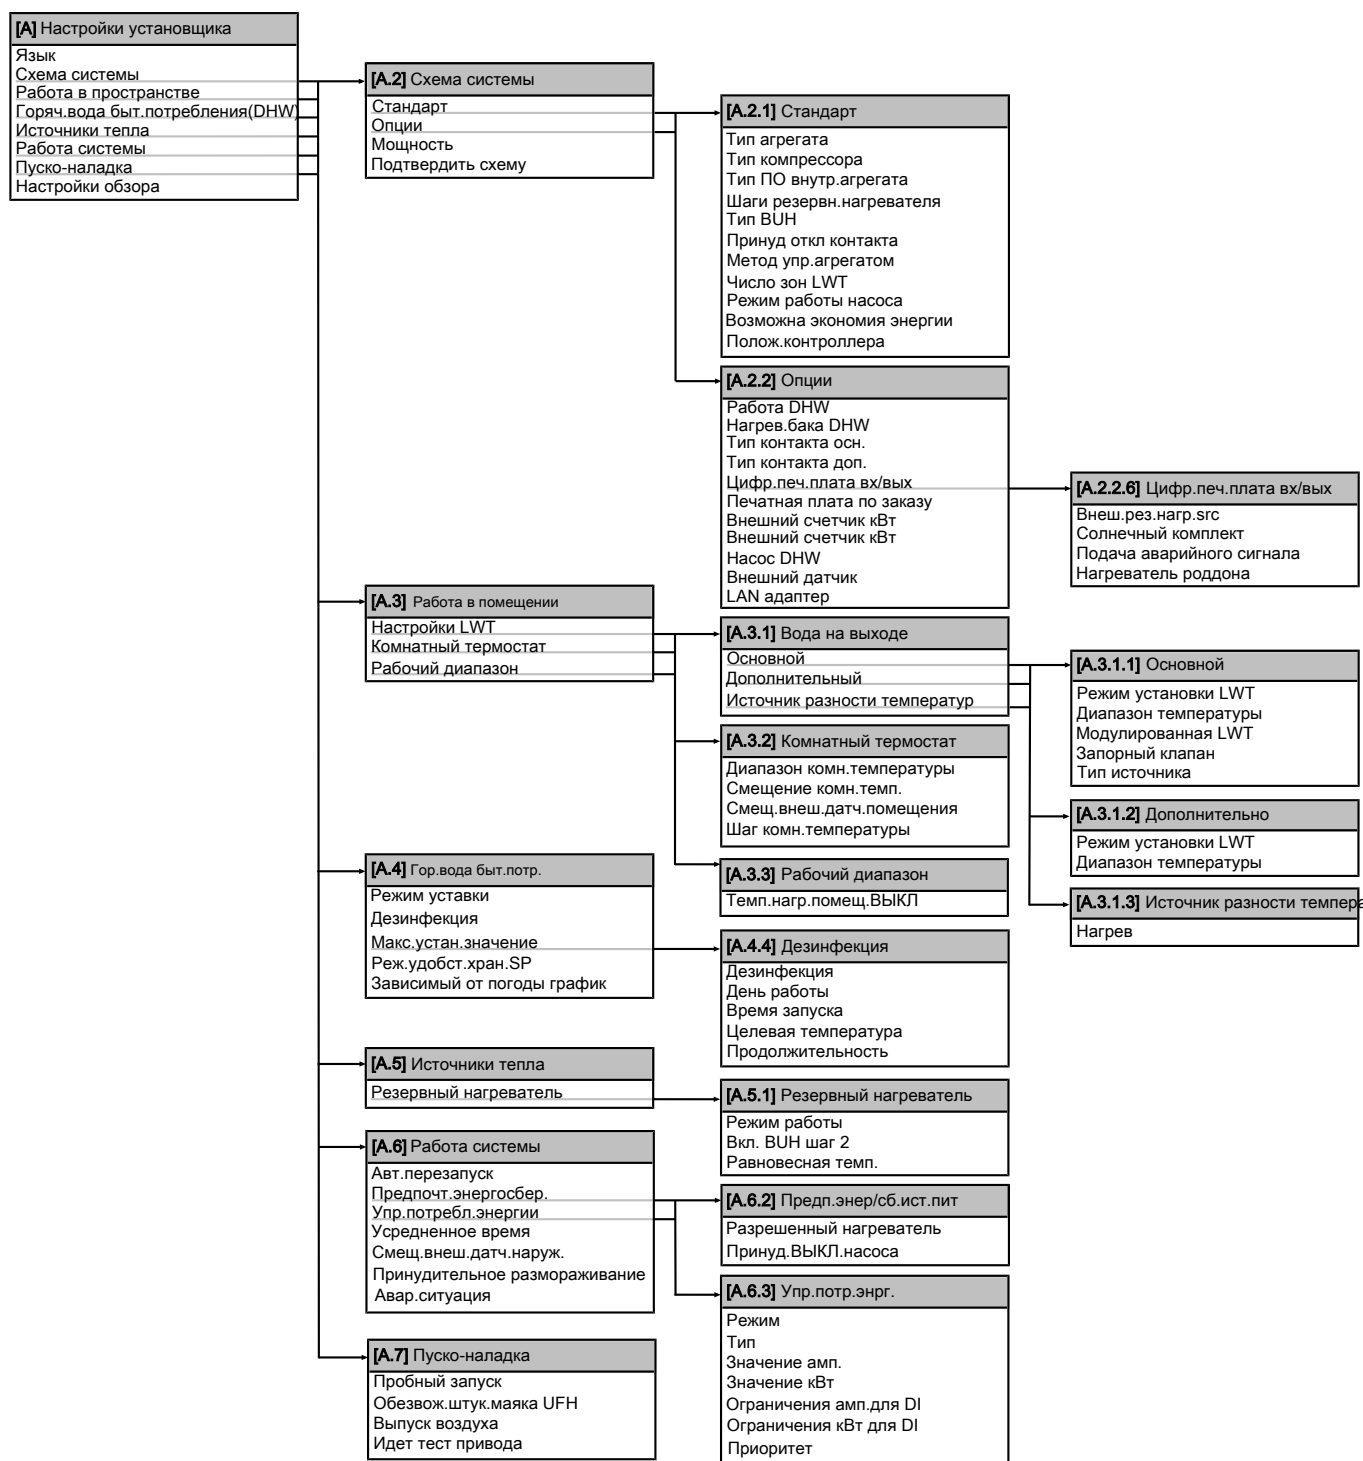 [A] Настройки установщика
Язык
Схема системы
Работа в пространстве
Горяч.вода быт.потребления(DHW)
Источники тепла
Работа системы
Пуско-наладка
Настройки обзора
[A.2] Схема системы
Стандарт
Опции
Мощность
Подтвердить схему
[A.2.1] Стандарт
Тип агрегата
Тип компрессора
Тип ПО внутр.агрегата
Шаги резервн.нагревателя
Тип BUH
Принуд откл контакта
Метод упр.агрегатом
Число зон LWT
Режим работы насоса
Возможна экономия энергии
Полож.контроллера
[A.2.2] Опции
Работа DHW
Нагрев.бака DHW
Тип контакта осн.
Тип контакта доп.
Цифр.печ.плата вх/вых
Печатная плата по заказу
Внешний счетчик кВт
Внешний счетчик кВт
Насос DHW
Внешний датчик
LAN адаптер
[A.2.2.6] Цифр.печ.плата вх/вых
Внеш.рез.нагр.src
Солнечный комплект
Подача аварийного сигнала
Нагреватель роддона
[A.3] Работа в помещении
Настройки LWT
Комнатный термостат
Рабочий диапазон
[A.3.1] Вода на выходе
Основной
Дополнительный
Источник разности температур
[A.3.1.1] Основной
Режим установки LWT
Диапазон температуры
Модулированная LWT
Запорный клапан
Тип источника
[A.3.2] Комнатный термостат
Диапазон комн.температуры
Смещение комн.темп.
Смещ.внеш.датч.помещения
Шаг комн.температуры
[A.3.1.2] Дополнительно
Режим установки LWT
Диапазон температуры
[A.3.3] Рабочий диапазон
Темп.нагр.помещ.ВЫКЛ
[A.3.1.3] Источник разности темпера
Нагрев
[A.4] Гор.вода быт.потр.
Режим уставки
Дезинфекция
Макс.устан.значение
Реж.удобст.хран.SP
Зависимый от погоды график
[A.4.4] Дезинфекция
Дезинфекция
День работы
Время запуска
Целевая температура
Продолжительность
[A.5] Источники тепла
Резервный нагреватель
[A.5.1] Резервный нагреватель
Режим работы
Вкл. BUH шаг 2
Равновесная темп.
[A.6] Работа системы
Авт.перезапуск
Предпочт.энергосбер.
Упр.потребл.энергии
Усредненное время
Смещ.внеш.датч.наруж.
Принудительное размораживание
Авар.ситуация
[A.6.2] Предп.энер/сб.ист.пит
Разрешенный нагреватель
Принуд.ВЫКЛ.насоса
[A.6.3] Упр.потр.энрг.
Режим
Тип
Значение амп.
Значение кВт
Ограничения амп.для DI
Ограничения кВт для DI
Приоритет
[A.7] Пуско-наладка
Пробный запуск
Обезвож.штук.маяка UFH
Выпуск воздуха
Идет тест привода